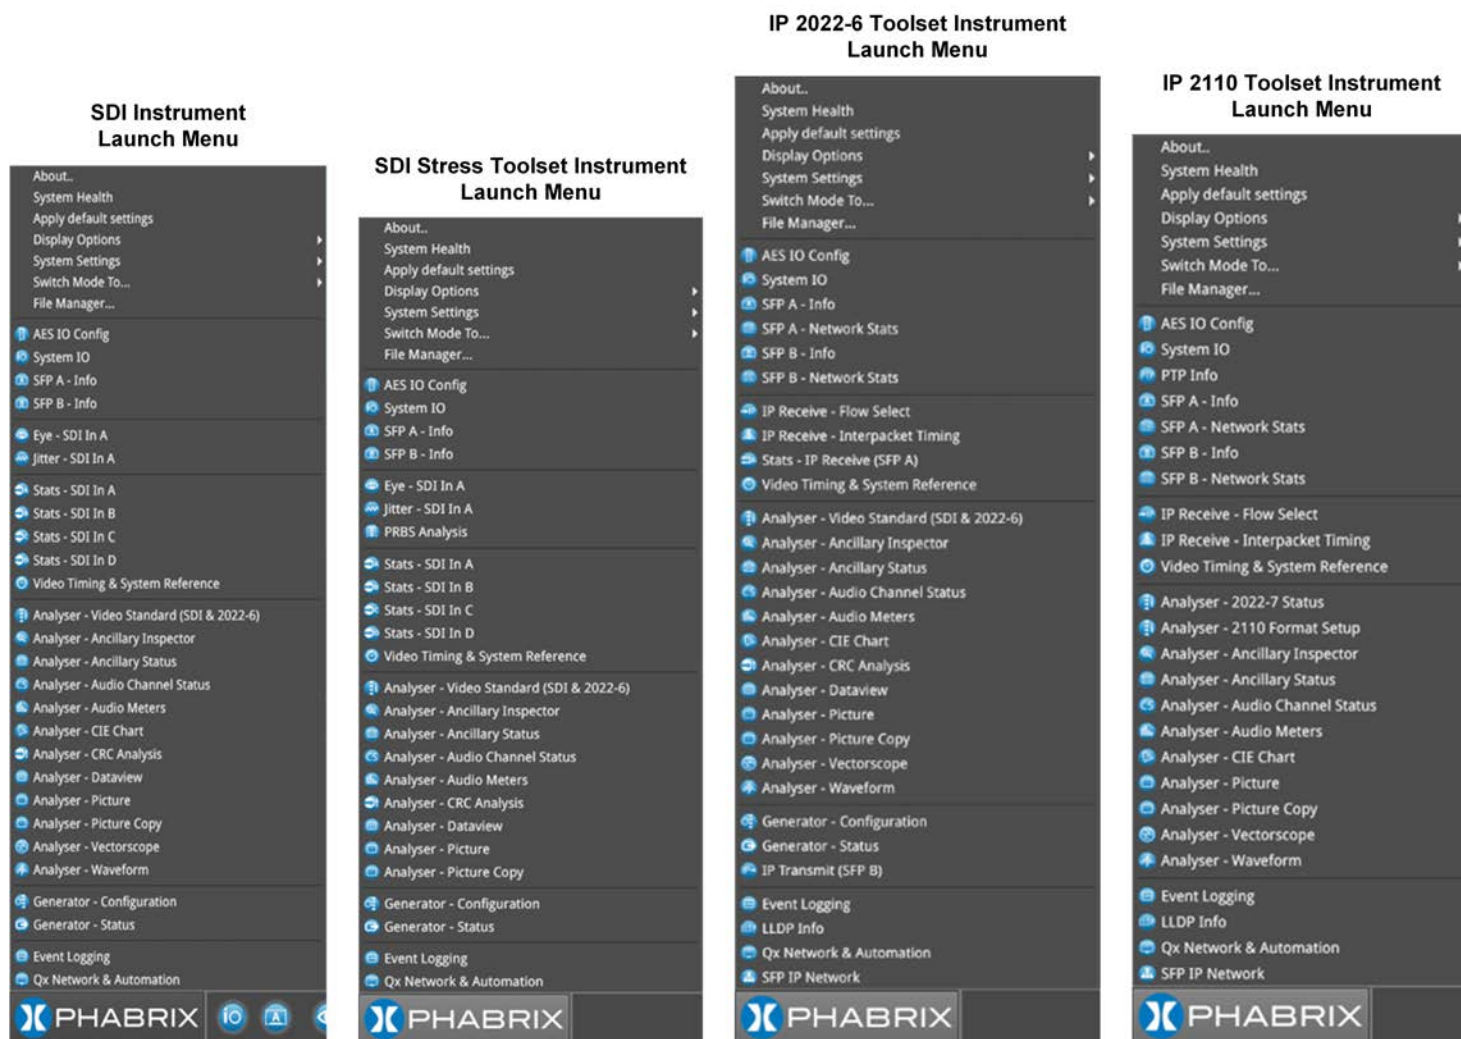 SDI Instrument
Launch Menu
About..
System Health
Apply default settings
Display Options
System Settings
Switch Mode To...
File Manager...
AES IO Config
System IO
SFP A - Info
SFP B - Info
Eye - SDI In A
Jitter - SDI In A
Stats - SDI In A
Stats - SDI In B
Stats - SDI In C
Stats - SDI In D
Video Timing & System Reference
Analyser - Video Standard (SDI & 2022-6)
Analyser - Ancillary Inspector
Analyser - Ancillary Status
Analyser - Audio Channel Status
Analyser - Audio Meters
Analyser - CIE Chart
Analyser - CRC Analysis
Analyser - Dataview
Analyser - Picture
Analyser - Picture Copy
Analyser - Vectorscope
Analyser - Waveform
Generator - Configuration
Generator - Status
Event Logging
Qx Network & Automation
PHABRIX
SDI Stress Toolset Instrument
Launch Menu
About..
System Health
Apply default settings
Display Options
System Settings
Switch Mode To...
File Manager...
AES IO Config
System IO
SFP A - Info
SFP B - Info
Eye - SDI In A
Jitter - SDI In A
PRBS Analysis
Stats - SDI In A
Stats - SDI In B
Stats - SDI In C
Stats - SDI In D
Video Timing & System Reference
Analyser - Video Standard (SDI & 2022-6)
Analyser - Ancillary Inspector
Analyser - Ancillary Status
Analyser - Audio Channel Status
Analyser - Audio Meters
Analyser - CRC Analysis
Analyser - Dataview
Analyser - Picture
Analyser - Picture Copy
Generator - Configuration
Generator - Status
Event Logging
Qx Network & Automation
PHABRIX
IP 2022-6 Toolset Instrument
Launch Menu
About..
System Health
Apply default settings
Display Options
System Settings
Switch Mode To...
File Manager...
AES IO Config
System IO
SFP A - Info
SFP A - Network Stats
SFP B - Info
SFP B - Network Stats
IP Receive - Flow Select
IP Receive - Interpacket Timing
Stats - IP Receive (SFP A)
Video Timing & System Reference
Analyser - Video Standard (SDI & 2022-6)
Analyser - Ancillary Inspector
Analyser - Ancillary Status
Analyser - Audio Channel Status
Analyser - Audio Meters
Analyser - CIE Chart
Analyser - CRC Analysis
Analyser - Dataview
Analyser - Picture
Analyser - Picture Copy
Analyser - Vectorscope
Analyser - Waveform
Generator - Configuration
Generator - Status
IP Transmit (SFP B)
Event Logging
LLDP Info
Qx Network & Automation
SFP IP Network
PHABRIX
IP 2110 Toolset Instrument
Launch Menu
About..
System Health
Apply default settings
Display Options
System Settings
Switch Mode To...
File Manager...
AES IO Config
System IO
PTP Info
SFP A - Info
SFP A - Network Stats
SFP B - Info
SFP B - Network Stats
IP Receive - Flow Select
IP Receive - Interpacket Timing
Video Timing & System Reference
Analyser - 2022-7 Status
Analyser - 2110 Format Setup
Analyser - Ancillary Inspector
Analyser - Ancillary Status
Analyser - Audio Channel Status
Analyser - Audio Meters
Analyser - CIE Chart
Analyser - Picture
Analyser - Picture Copy
Analyser - Vectorscope
Analyser - Waveform
Event Logging
LLDP Info
Qx Network & Automation
SFP IP Network
PHABRIX